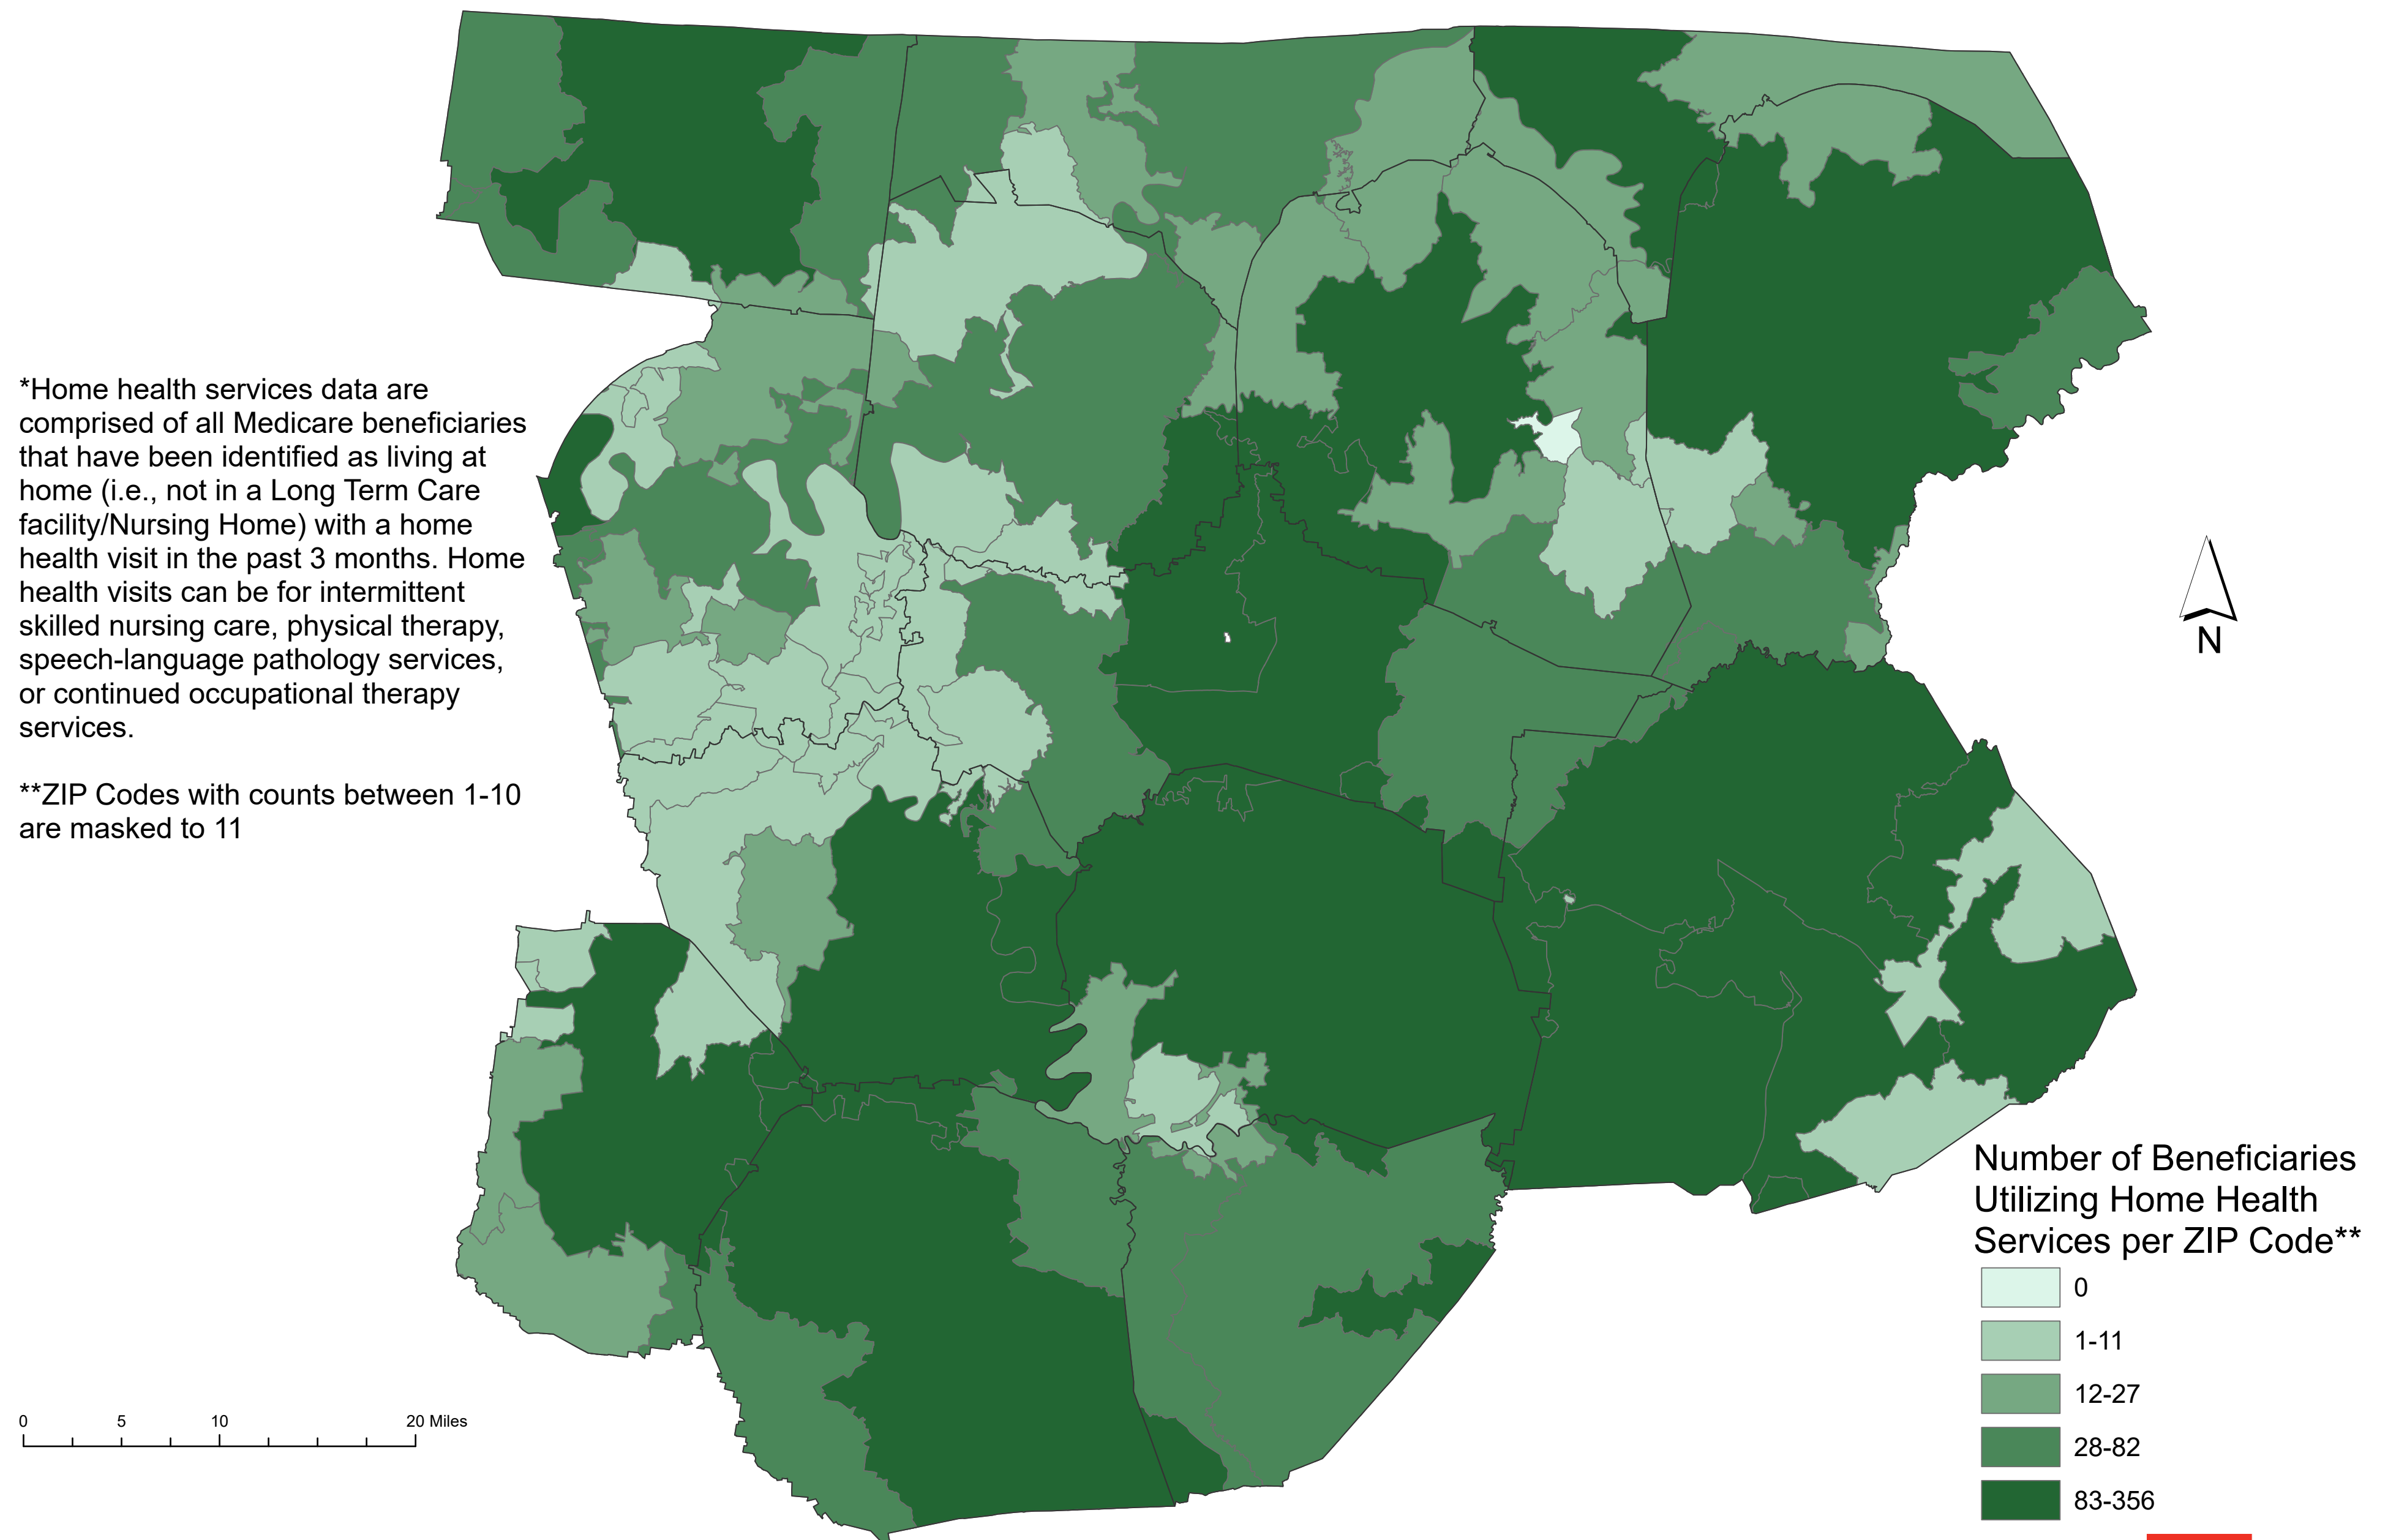 *Home health services data are
comprised of all Medicare beneficiaries
that have been identified as living at
home (i.e., not in a Long Term Care
facility/Nursing Home) with a home
health visit in the past 3 months. Home
health visits can be for intermittent
skilled nursing care, physical therapy,
speech-language pathology services,
or continued occupational therapy
services.
**ZIP Codes with counts between 1-10
are masked to 11
N
0 5 10 20 Miles
Number of Beneficiaries
Utilizing Home Health
Services per ZIP Code**
0
1-11
12-27
28-82
83-356